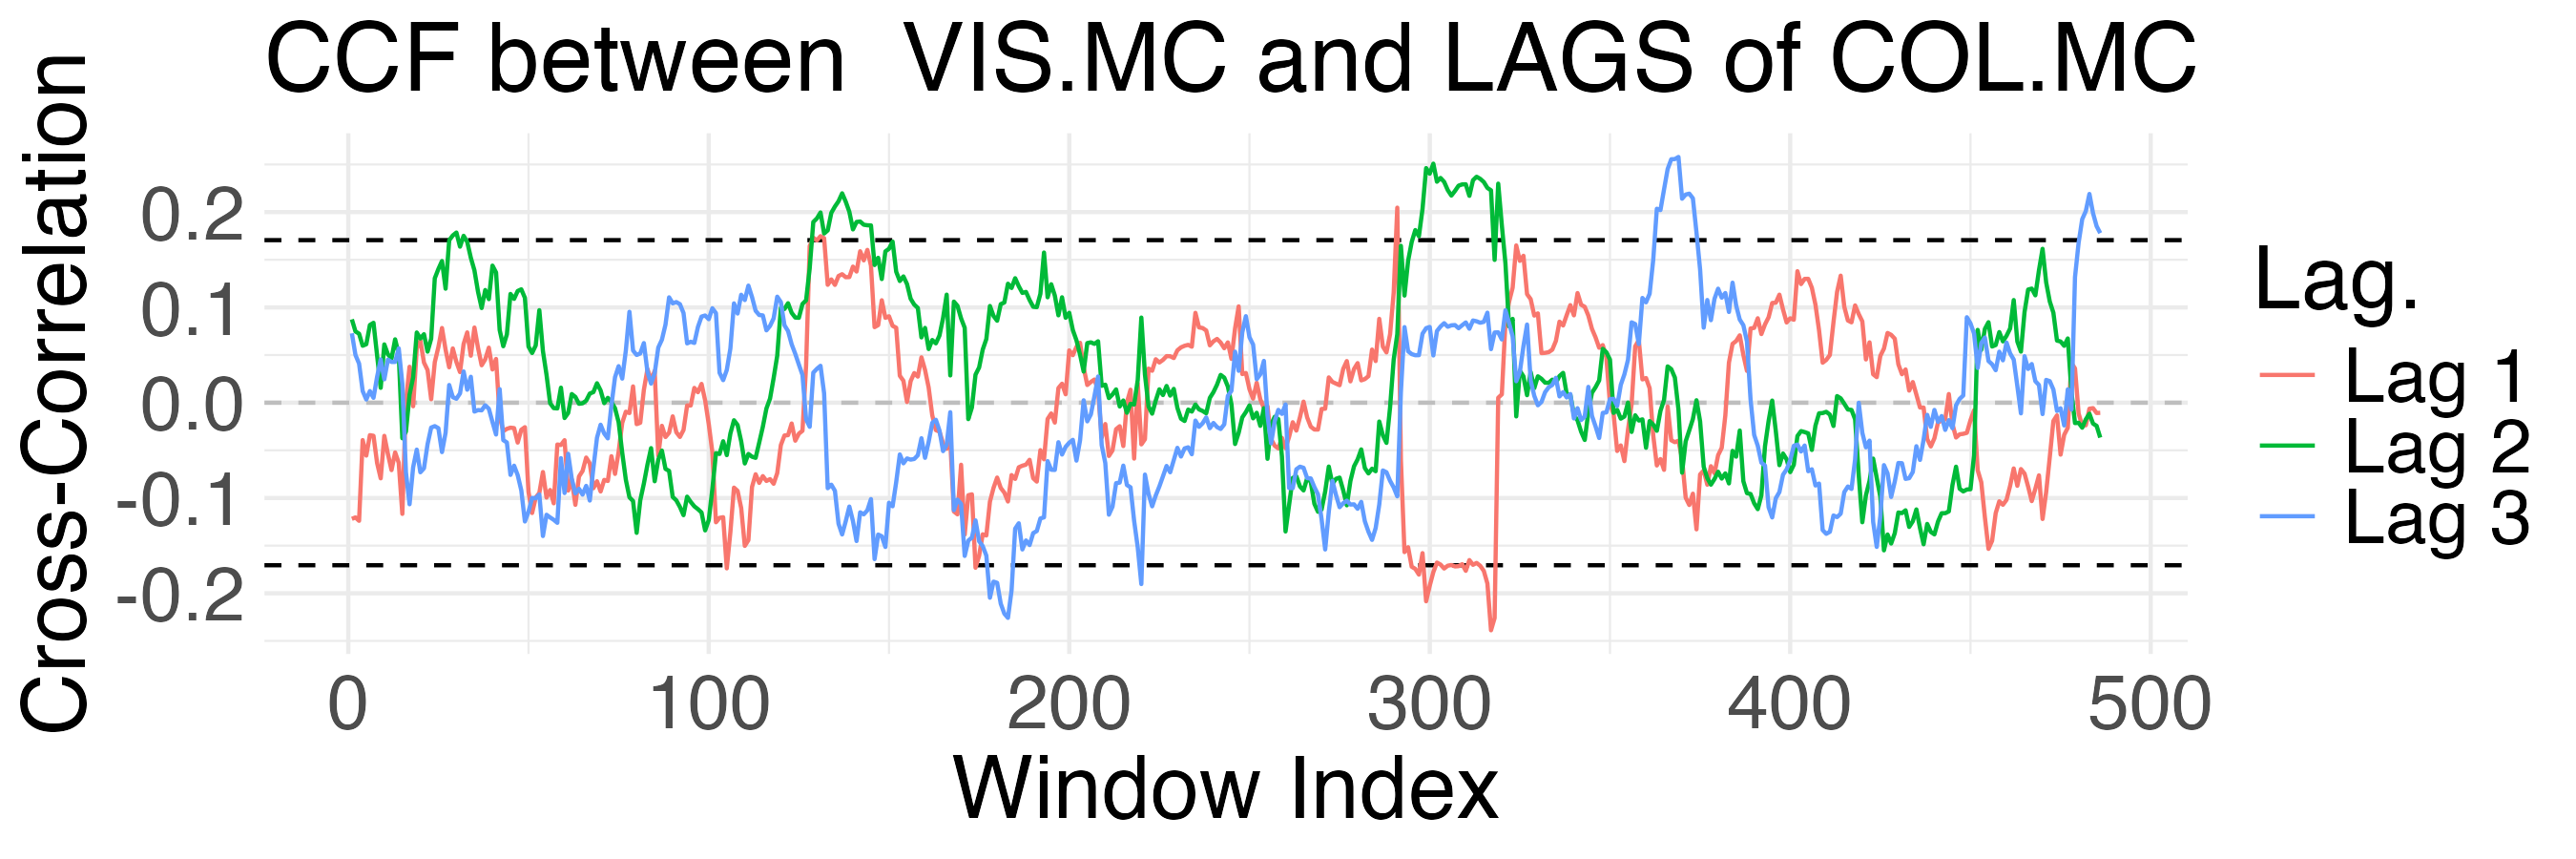 CCF between  VIS.MC and LAGS of COL.MC
Cross-Correlation
0.2
0.1
0.0
-0.1
-0.2
0 100 200 300 400 500
Window Index
Lag.
Lag 1
Lag 2
Lag 3